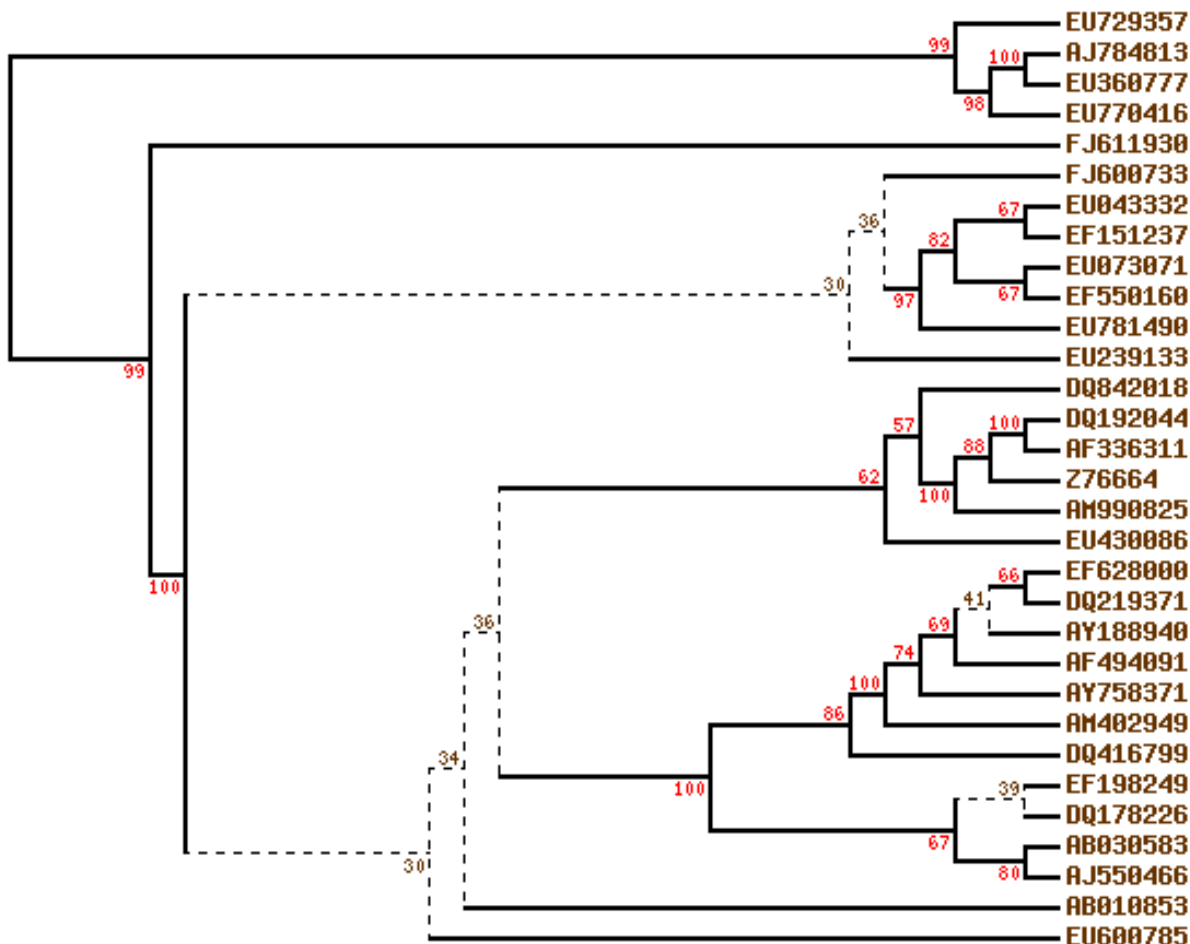 EU729357
99
AJ784813
100
EU360777
98
EU770416
FJ611930
FJ600733
36
EU043332
67
EF151237
82
EU073071
30
EF550160
67
97
EU781490
EU239133
99
DQ842018
57
DQ192044
100
AF336311
88
62
Z76664
100
AM990825
EU430086
EF628000
66
100
DQ219371
41
36
69
AY188940
74
AF494091
100
AY758371
86
AM402949
34
DQ416799
100
39
EF198249
DQ178226
67
AB030583
30
80
AJ550466
AB010853
EU600785